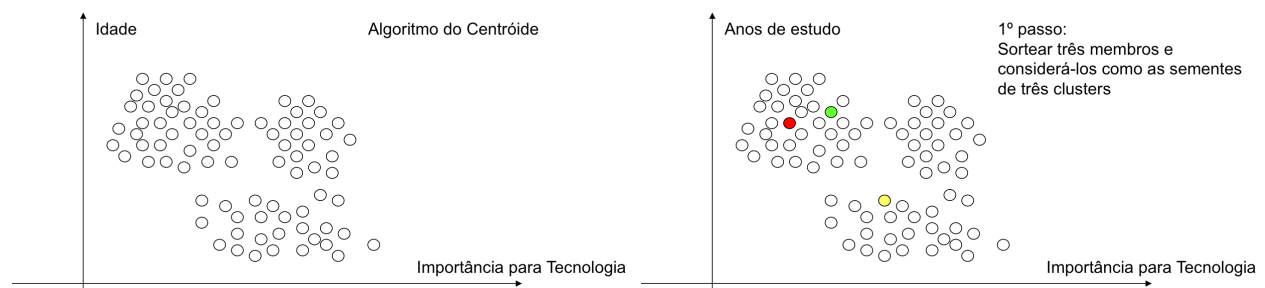 Idade
Algoritmo do Centróide
Importância para Tecnologia
Anos de estudo
1º passo:
Sortear três membros e
considerá-los como as sementes
de três clusters
Importância para Tecnologia